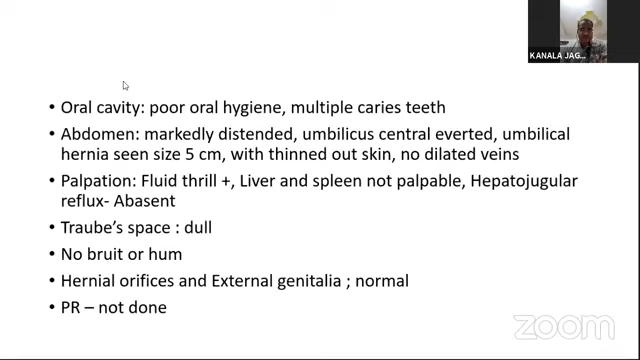 KANALA JAG...
• Oral cavity: poor oral hygiene, multiple caries teeth
• Abdomen: markedly distended, umbilicus central everted, umbilical
hernia seen size 5 cm, with thinned out skin, no dilated veins
• Palpation: Fluid thrill +, Liver and spleen not palpable, Hepatojugular
reflux- Abasent
• Traube’s space : dull
• No bruit or hum
• Hernial orifices and External genitalia ; normal
• PR – not done
zoom